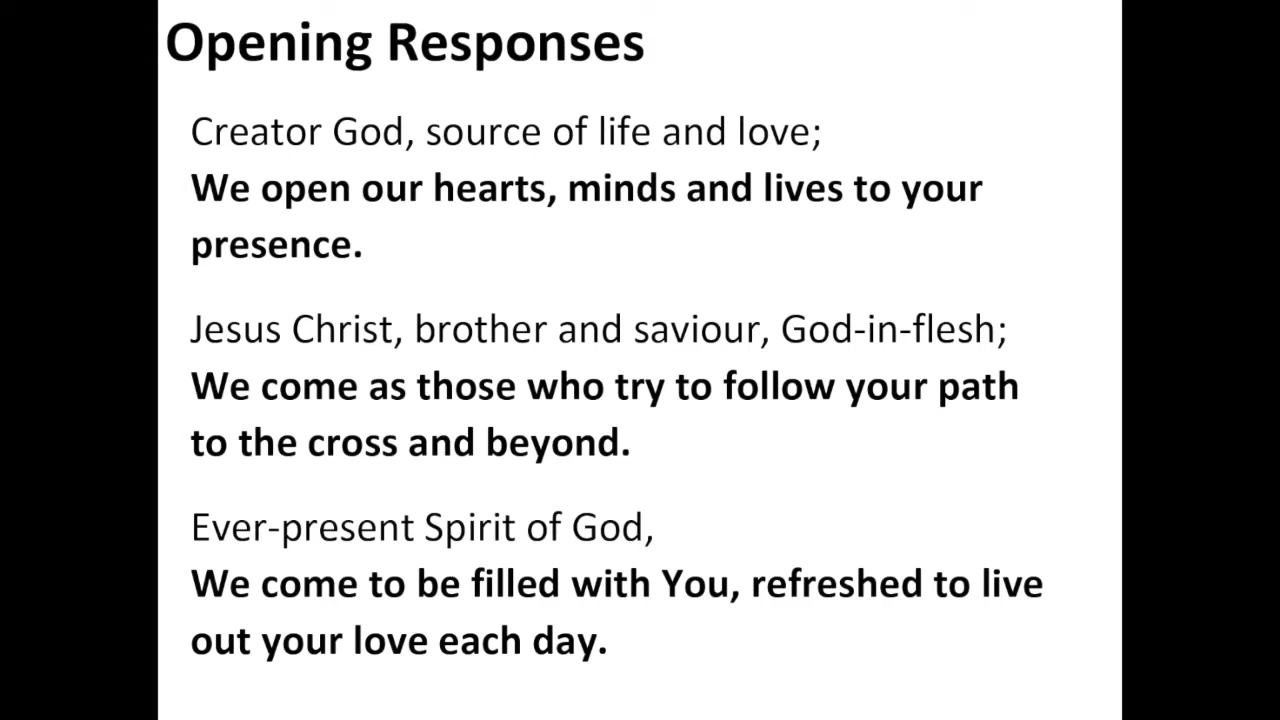 Opening Responses
Creator God, source of life and love;
We open our hearts, minds and lives to your
presence.
Jesus Christ, brother and saviour, God-in-flesh;
We come as those who try to follow your path
to the cross and beyond.
Ever-present Spirit of God,
We come to be filled with You, refreshed to live
out your love each day.